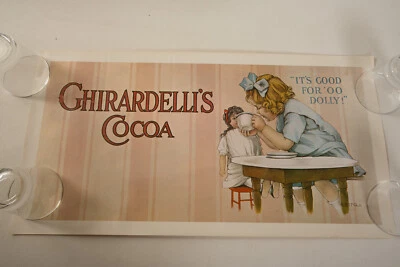 GHIRARDELLI'S
COCOA
"IT'S GOOD
FOR 'OO
DOLLY!"